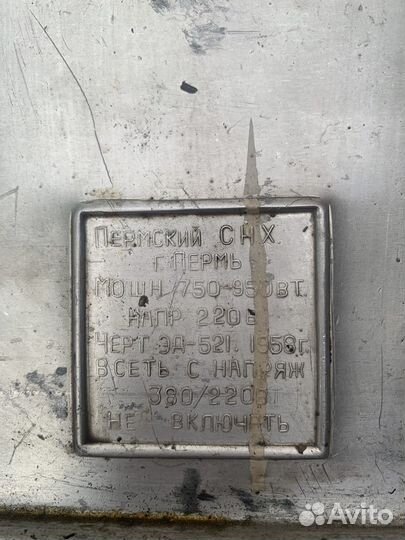 ПЕРМСКИЙ СНХ.
Г. ПЕРМЬ
МОЩН. 750-950ВТ.
НАПР. 220В
ЧЕРТ. ЭД-521. 1958г.
В СЕТЬ С НАПРЯЖ
380/220ВТ
НЕ ВКЛЮЧАТЬ
Avito